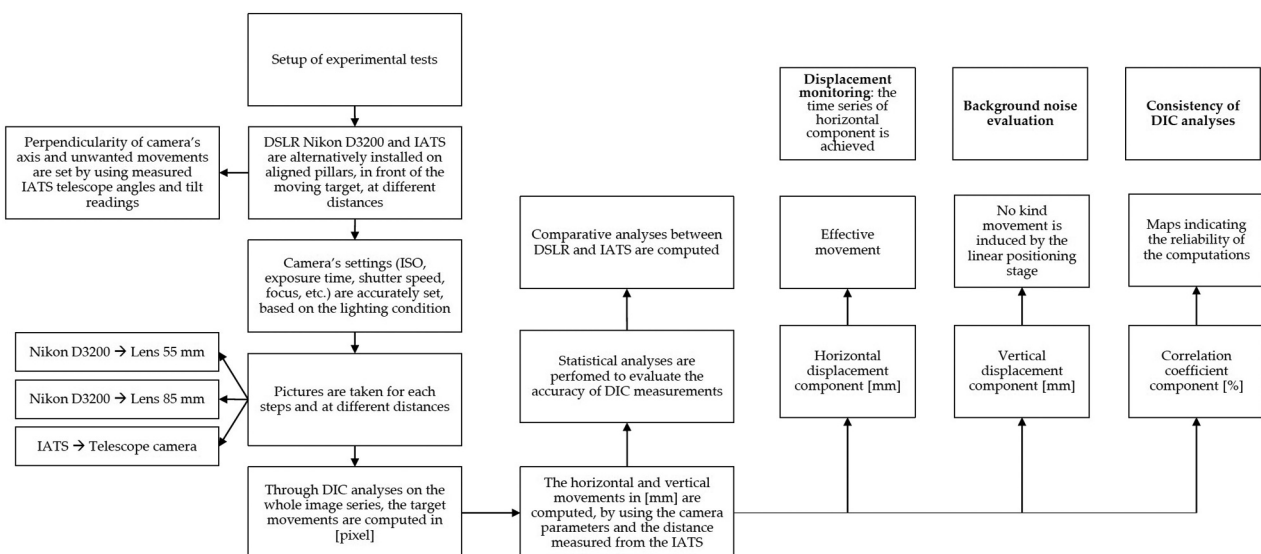 Setup of experimental tests
Perpendicularity of camera's
axis and unwanted movements
are set by using measured
IATS telescope angles and tilt
readings
DSLR Nikon D3200 and IATS
are alternatively installed on
aligned pillars, in front of the
moving target, at different
distances
Camera's settings (ISO,
exposure time, shutter speed,
focus, etc.) are accurately set,
based on the lighting condition
Nikon D3200 → Lens 55 mm
Nikon D3200 → Lens 85 mm
IATS → Telescope camera
Pictures are taken for each
steps and at different distances
Through DIC analyses on the
whole image series, the target
movements are computed in
[pixel]
The horizontal and vertical
movements in [mm] are
computed, by using the camera
parameters and the distance
measured from the IATS
Statistical analyses are
perfomed to evaluate the
accuracy of DIC measurements
Comparative analyses between
DSLR and IATS are computed
Displacement
monitoring: the
time series of
horizontal
component is
achieved
Effective
movement
Horizontal
displacement
component [mm]
Background noise
evaluation
No kind
movement is
induced by the
linear positioning
stage
Vertical
displacement
component [mm]
Consistency of
DIC analyses
Maps indicating
the reliability of
the computations
Correlation
coefficient
component [%]